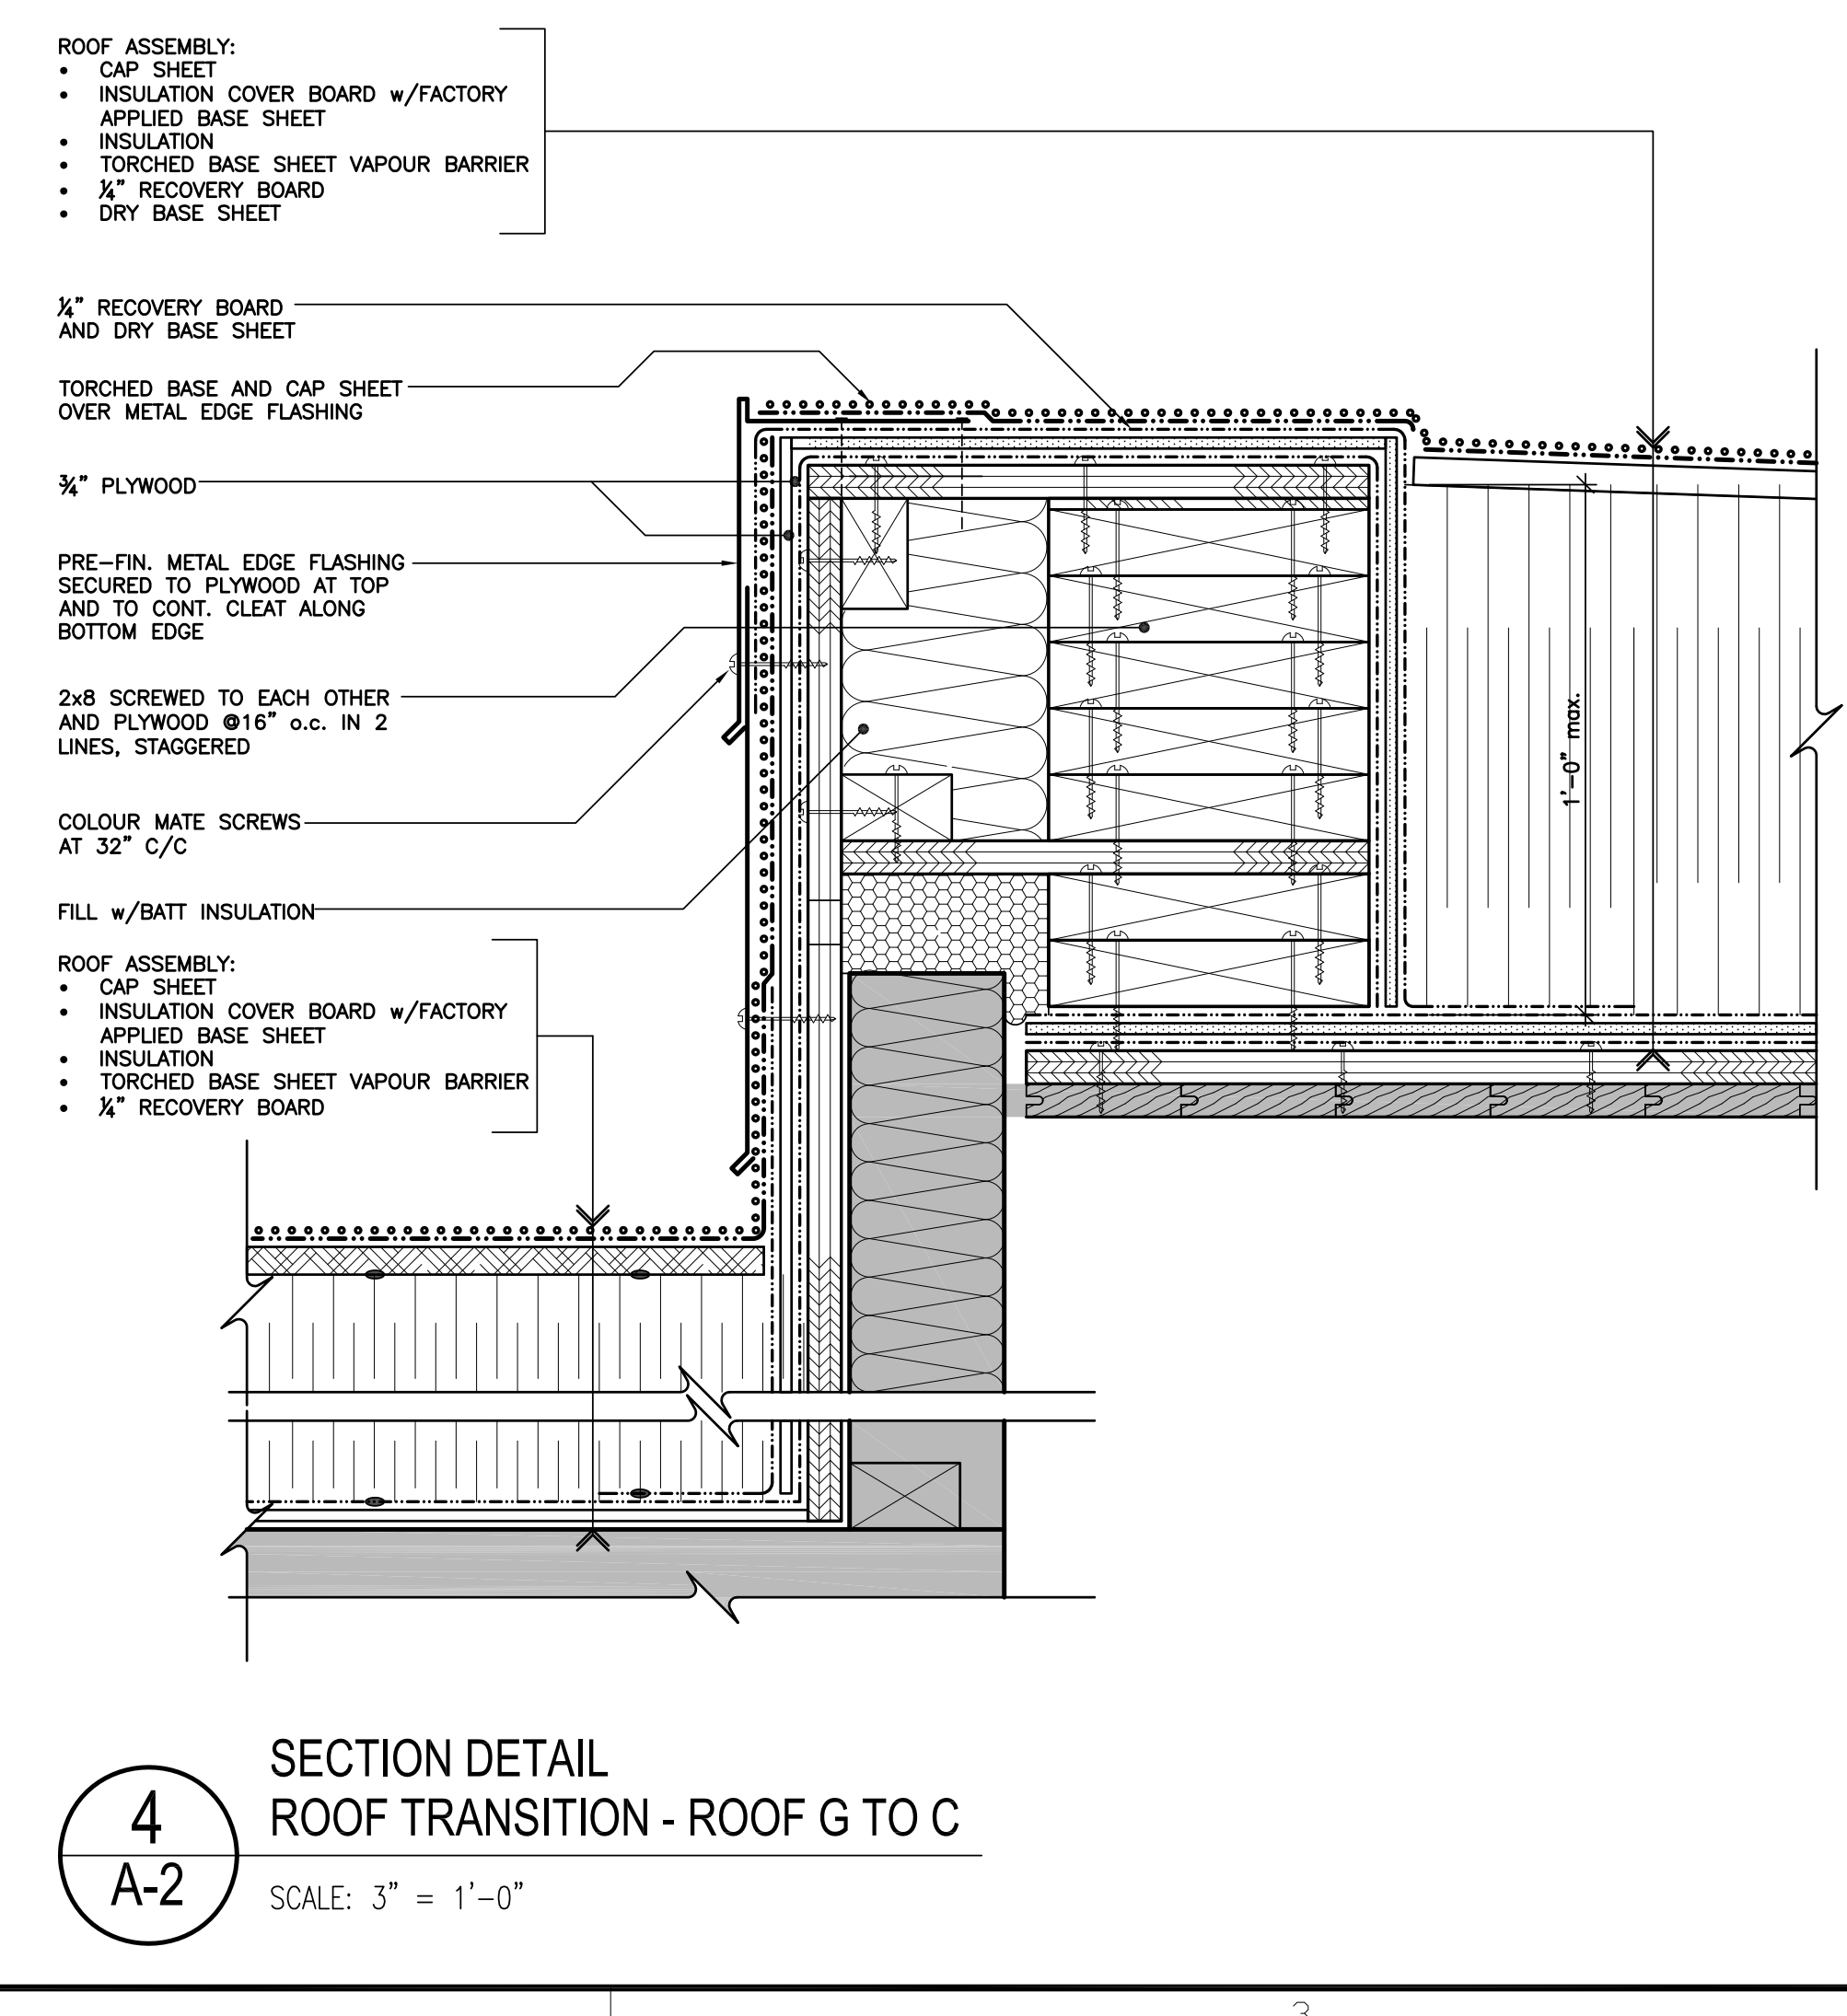 ROOF ASSEMBLY:
• CAP SHEET
• INSULATION COVER BOARD w/FACTORY
APPLIED BASE SHEET
• INSULATION
• TORCHED BASE SHEET VAPOUR BARRIER
• ¼” RECOVERY BOARD
• DRY BASE SHEET
¼” RECOVERY BOARD
AND DRY BASE SHEET
TORCHED BASE AND CAP SHEET
OVER METAL EDGE FLASHING
¾” PLYWOOD
PRE–FIN. METAL EDGE FLASHING
SECURED TO PLYWOOD AT TOP
AND TO CONT. CLEAT ALONG
BOTTOM EDGE
2x8 SCREWED TO EACH OTHER
AND PLYWOOD @16” o.c. IN 2
LINES, STAGGERED
COLOUR MATE SCREWS
AT 32” C/C
FILL w/BATT INSULATION
ROOF ASSEMBLY:
• CAP SHEET
• INSULATION COVER BOARD w/FACTORY
APPLIED BASE SHEET
• INSULATION
• TORCHED BASE SHEET VAPOUR BARRIER
• ¼” RECOVERY BOARD
1’–0” max.
4
A-2
SECTION DETAIL
ROOF TRANSITION - ROOF G TO C
SCALE: 3” = 1’–0”